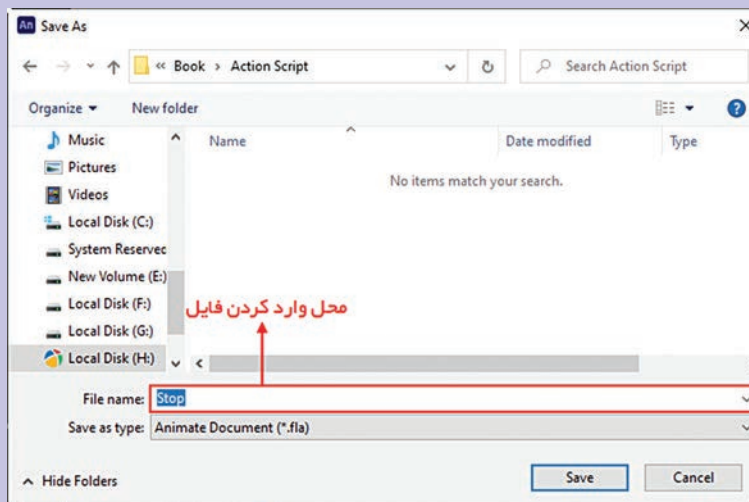 An Save As
« Book › Action Script
Search Action Script
Organize
New folder
?
Music
Pictures
Videos
Local Disk (C:)
System Reserved
New Volume (E:)
Local Disk (F:)
Local Disk (G:)
Local Disk (H:)
Name
Date modified
Type
No items match your search.
محل وارد کردن فایل
File name: Stop
Save as type: Animate Document (*.fla)
Hide Folders
Save
Cancel